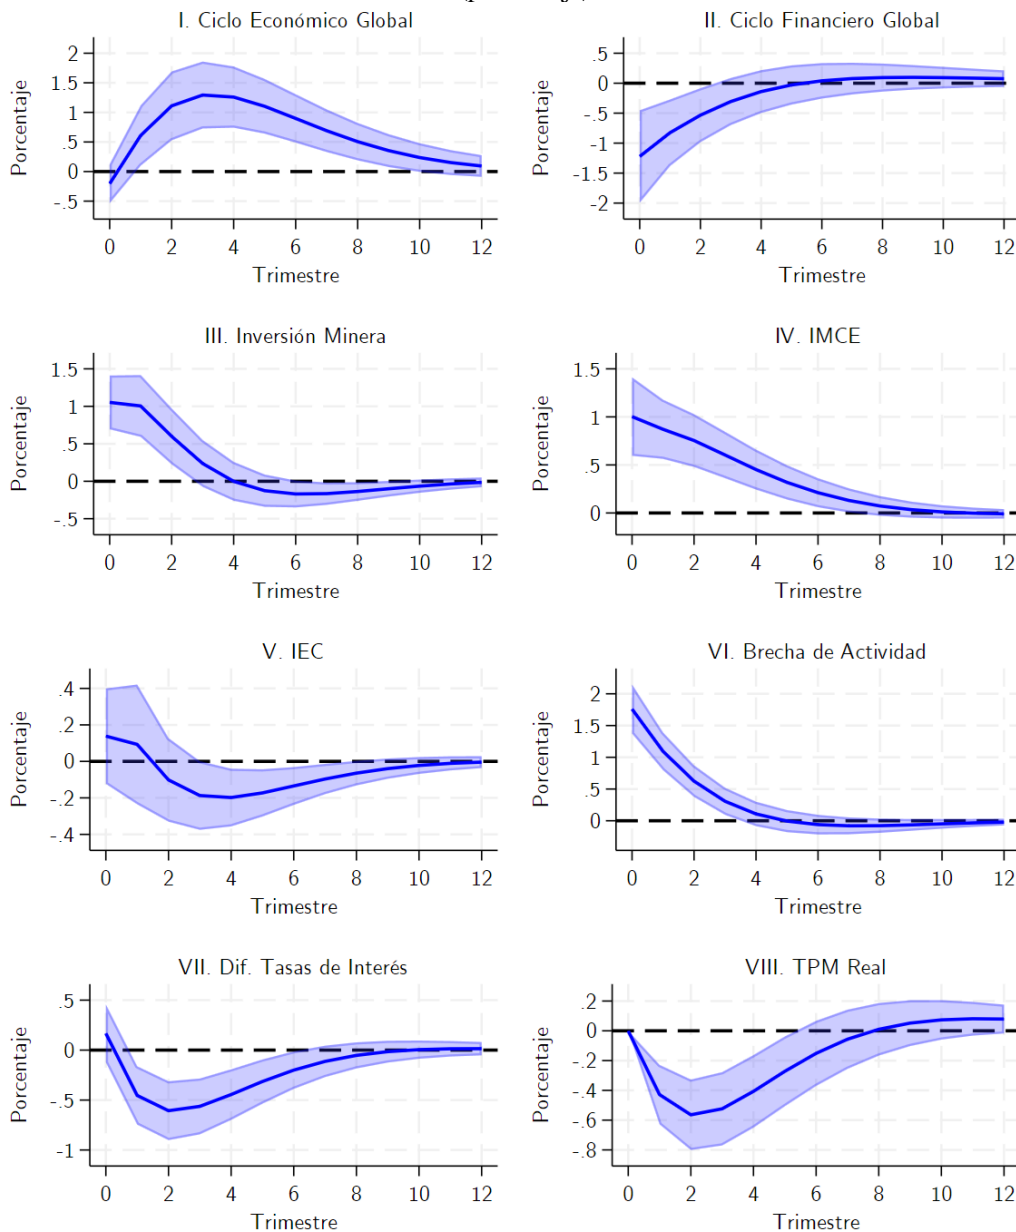 I. Ciclo Económico Global
II. Ciclo Financiero Global
Porcentaje
2
1.5
1
.5
0
-.5
0 2 4 6 8 10 12
Trimestre
Porcentaje
.5
0
-.5
-1
-1.5
-2
0 2 4 6 8 10 12
Trimestre
III. Inversión Minera
IV. IMCE
Porcentaje
1.5
1
.5
0
-.5
0 2 4 6 8 10 12
Trimestre
Porcentaje
1.5
1
.5
0
0 2 4 6 8 10 12
Trimestre
V. IEC
VI. Brecha de Actividad
Porcentaje
.4
.2
0
-.2
-.4
0 2 4 6 8 10 12
Trimestre
Porcentaje
2
1.5
1
.5
0
0 2 4 6 8 10 12
Trimestre
VII. Dif. Tasas de Interés
VIII. TPM Real
Porcentaje
.5
0
-.5
-1
0 2 4 6 8 10 12
Trimestre
Porcentaje
.2
0
-.2
-.4
-.6
-.8
0 2 4 6 8 10 12
Trimestre